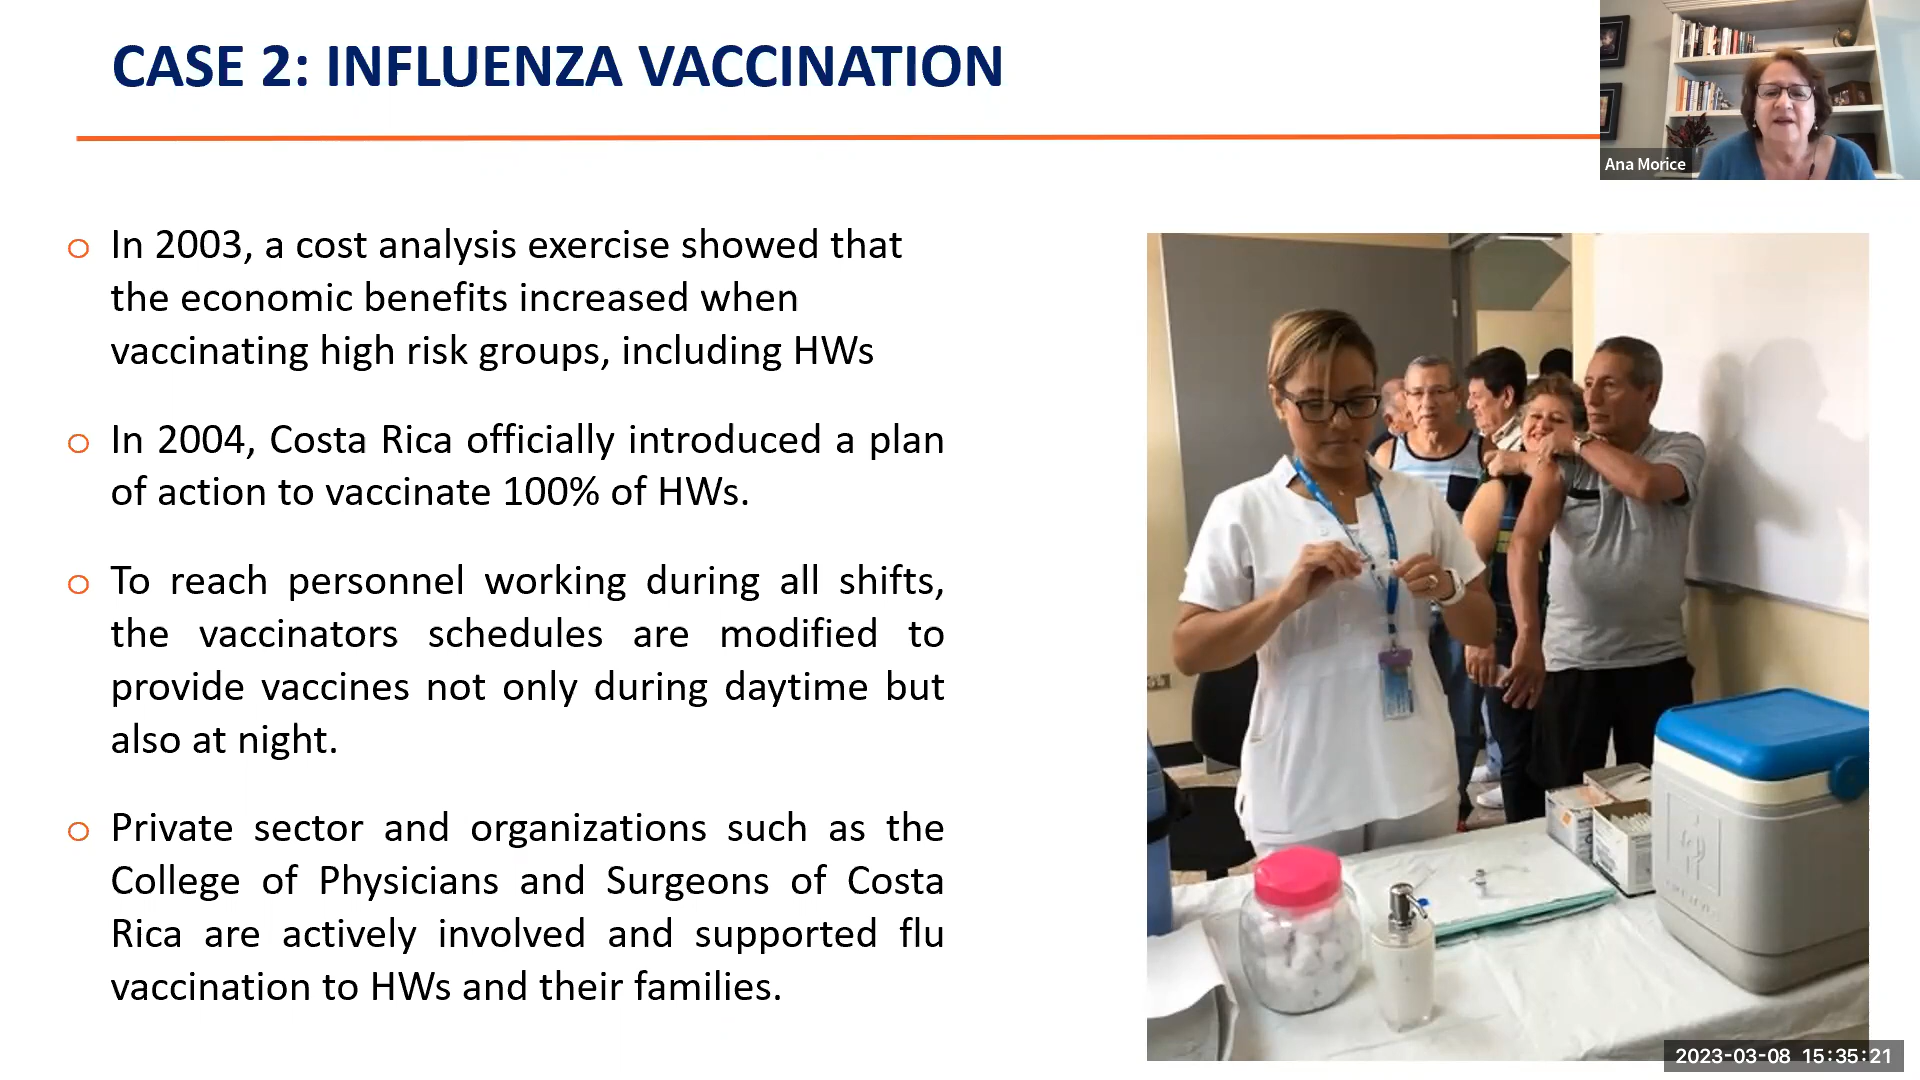 CASE 2: INFLUENZA VACCINATION
Ana Morice
o In 2003, a cost analysis exercise showed that
the economic benefits increased when
vaccinating high risk groups, including HWs
o In 2004, Costa Rica officially introduced a plan
of action to vaccinate 100% of HWs.
o To reach personnel working during all shifts,
the vaccinators schedules are modified to
provide vaccines not only during daytime but
also at night.
o Private sector and organizations such as the
College of Physicians and Surgeons of Costa
Rica are actively involved and supported flu
vaccination to HWs and their families.
2023-03-08 15:35:21